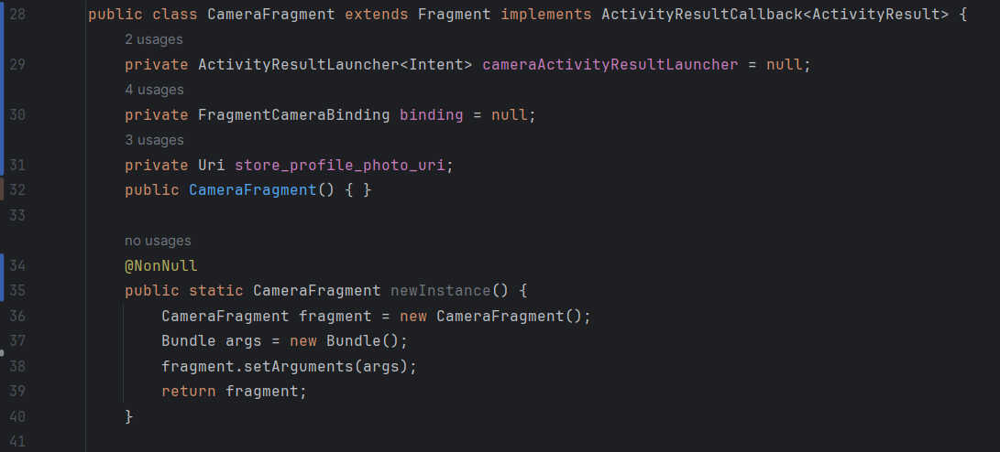 28 public class CameraFragment extends Fragment implements ActivityResultCallback<ActivityResult> {
2 usages
29 private ActivityResultLauncher<Intent> cameraActivityResultLauncher = null;
4 usages
30 private FragmentCameraBinding binding = null;
3 usages
31 private Uri store_profile_photo_uri;
32 public CameraFragment() { }
33
no usages
34 @NonNull
35 public static CameraFragment newInstance() {
36 CameraFragment fragment = new CameraFragment();
37 Bundle args = new Bundle();
38 fragment.setArguments(args);
39 return fragment;
40 }
41